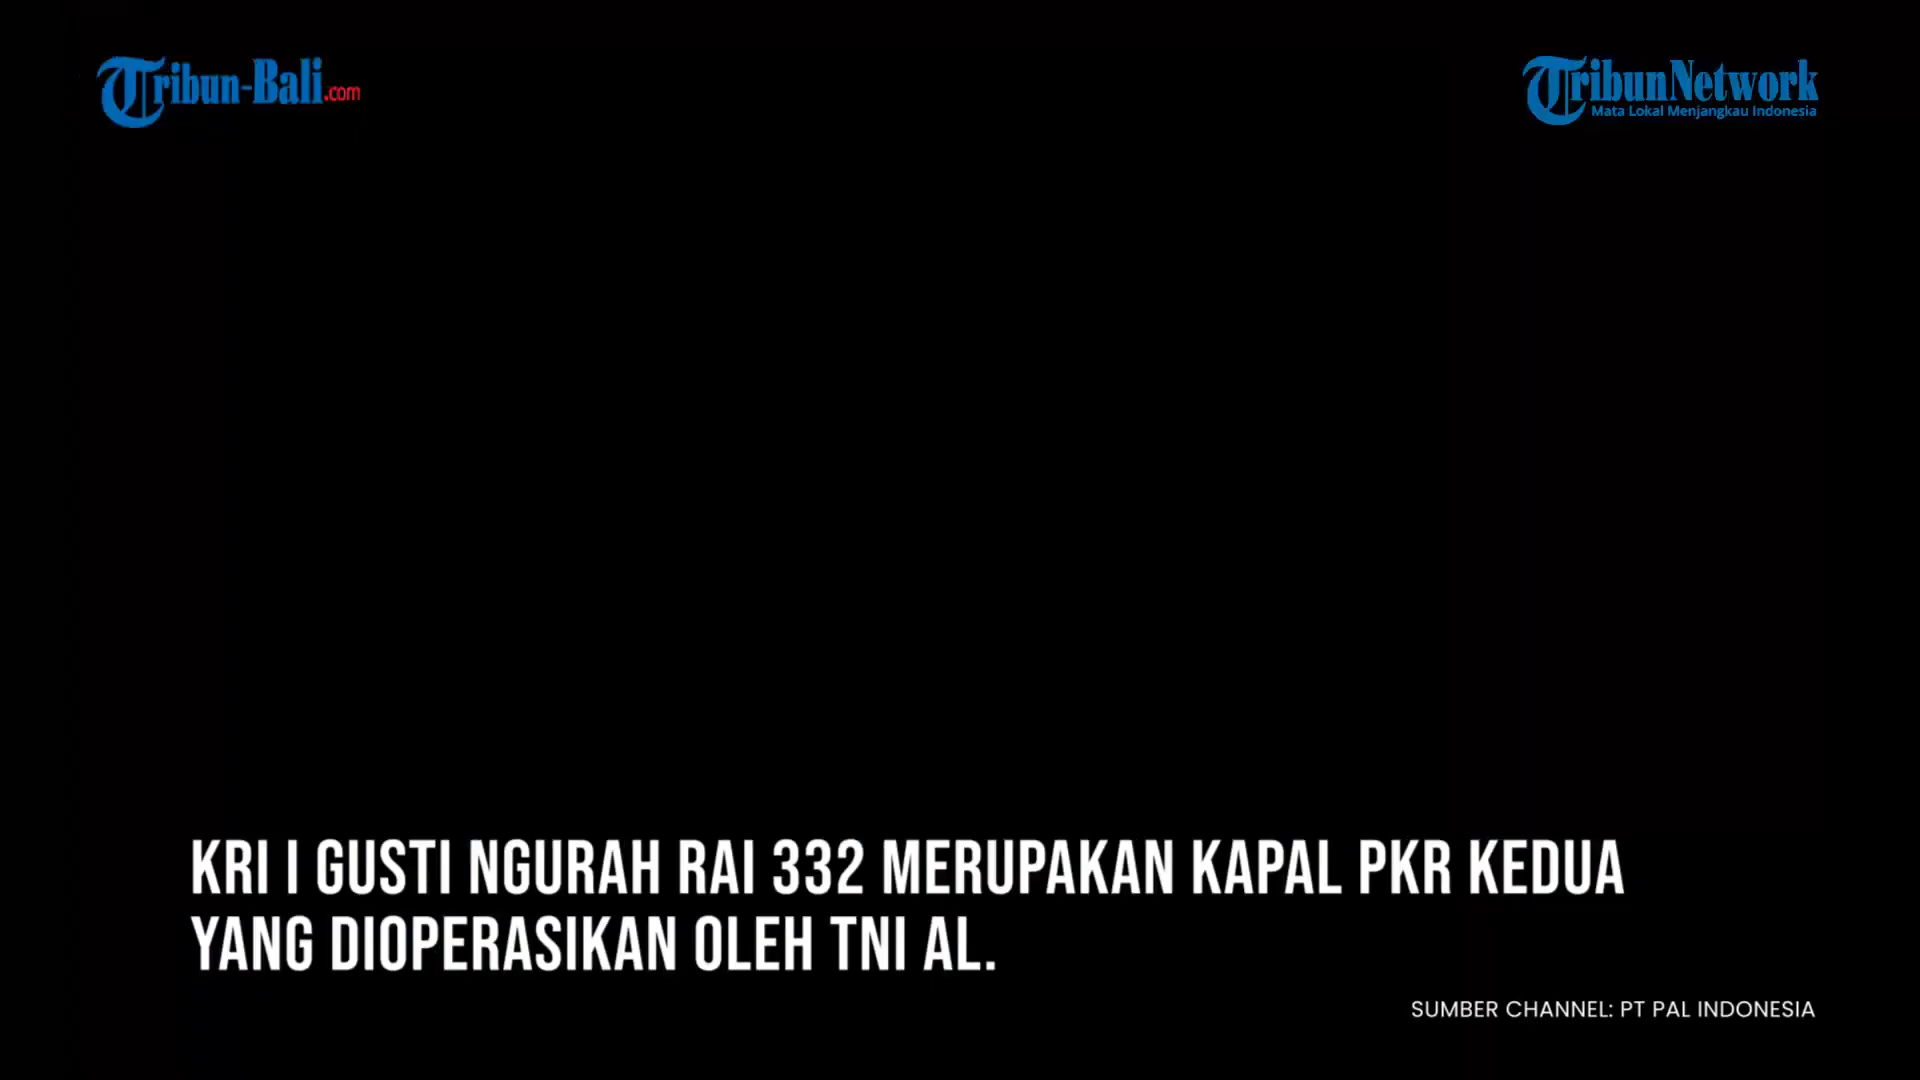 Tribun-Bali.com
TribunNetwork
Mata Lokal Menjangkau Indonesia
KRI I GUSTI NGURAH RAI 332 MERUPAKAN KAPAL PKR KEDUA
YANG DIOPERASIKAN OLEH TNI AL.
SUMBER CHANNEL: PT PAL INDONESIA